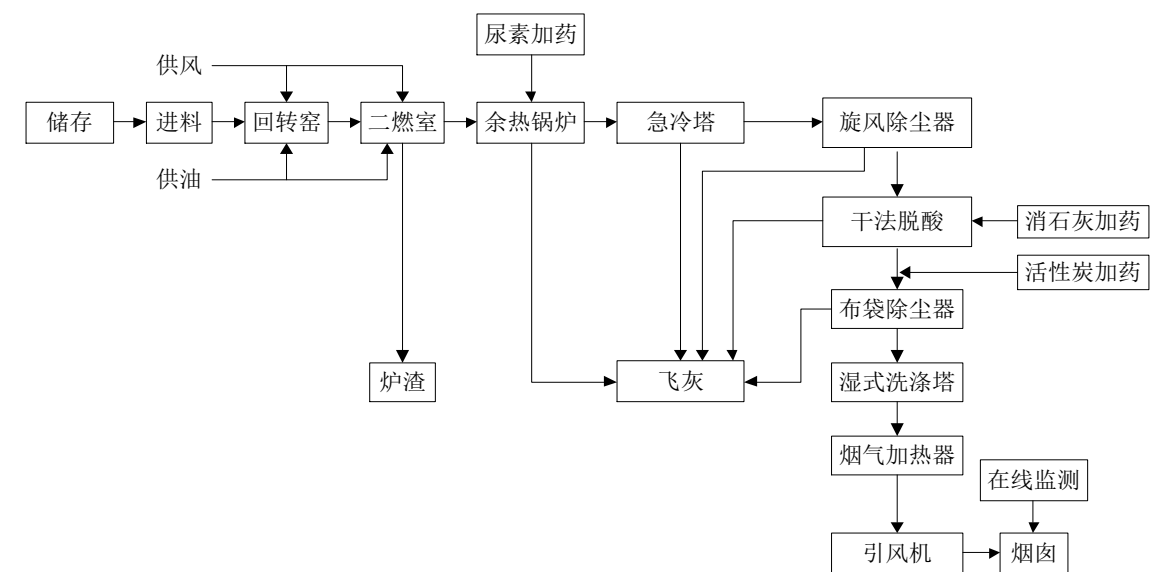 尿素加药
供风
储存
进料
回转窑
二燃室
余热锅炉
急冷塔
旋风除尘器
供油
干法脱酸
消石灰加药
活性炭加药
布袋除尘器
炉渣
飞灰
湿式洗涤塔
烟气加热器
在线监测
引风机
烟囱